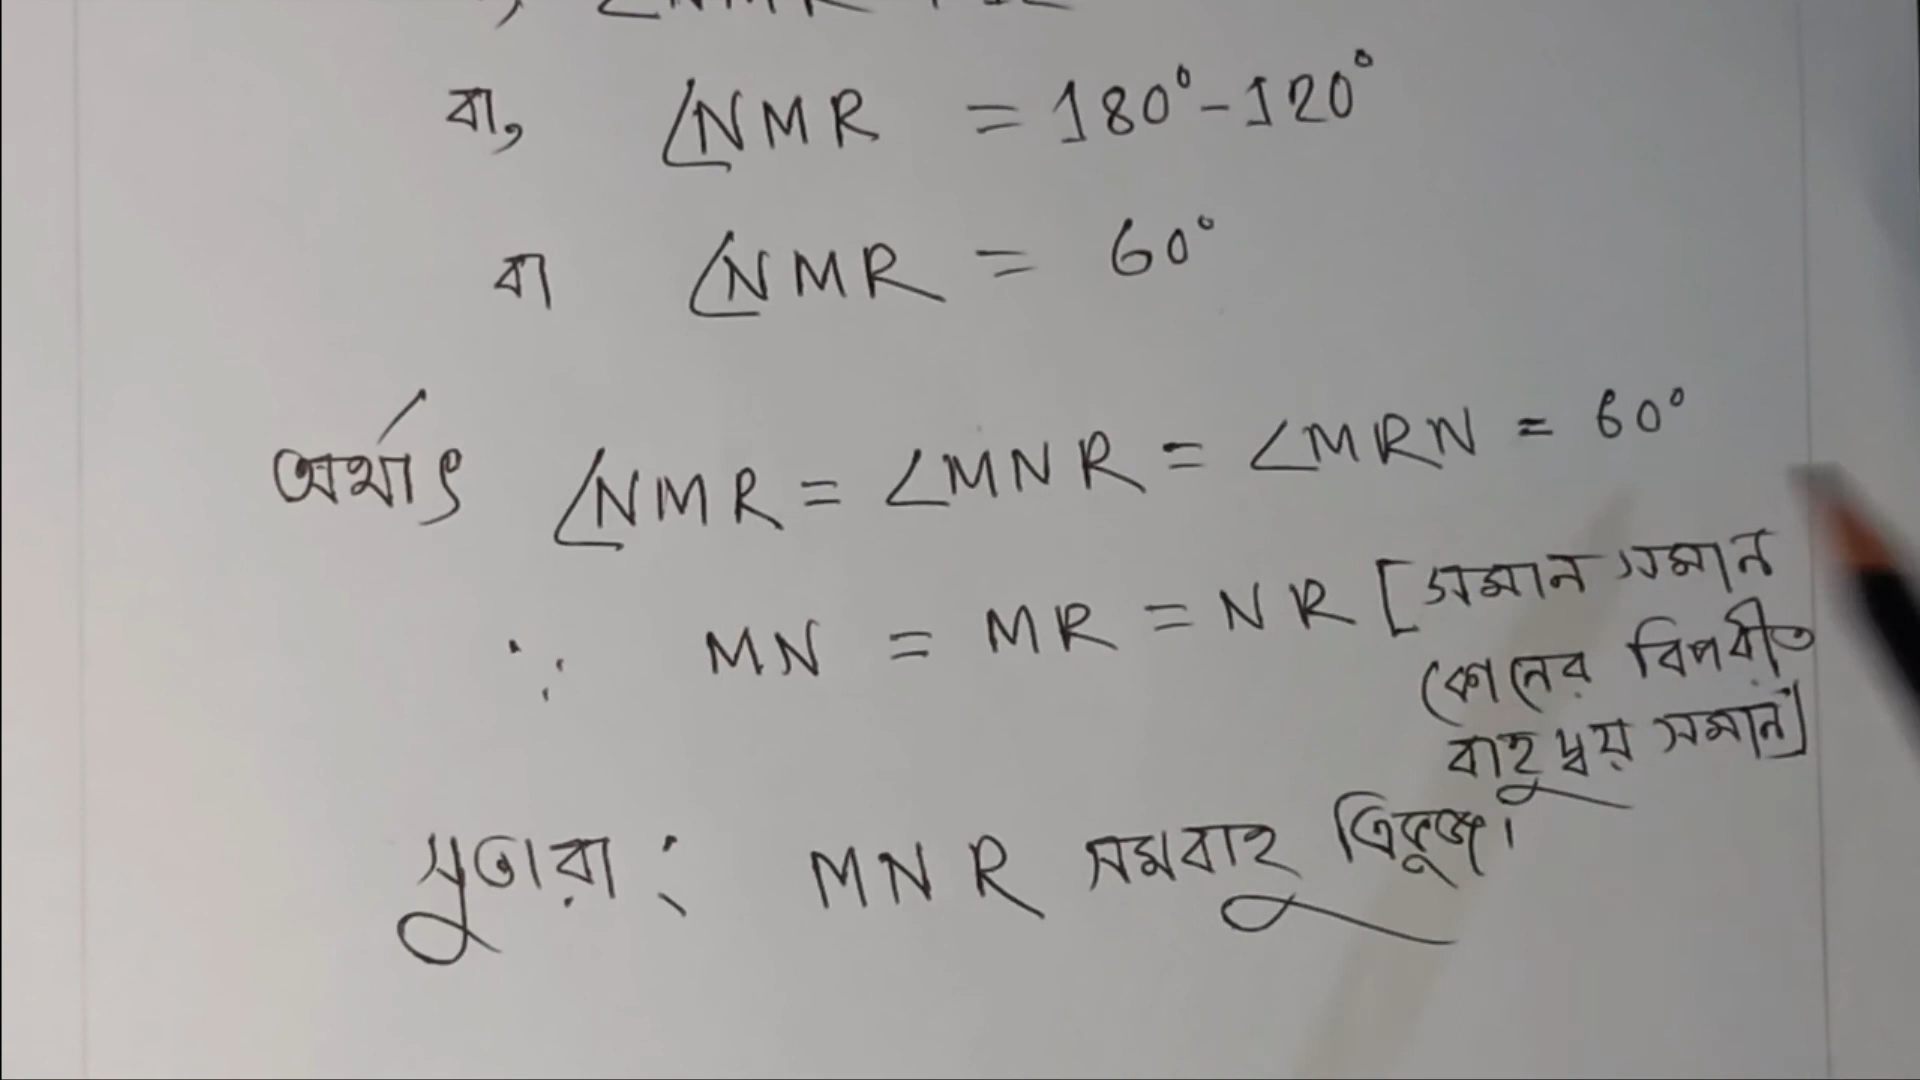 বা, ∠NMR = 180° - 120°
বা ∠NMR = 60°
অর্থাৎ ∠NMR = ∠MNR = ∠MRN = 60°
∵ MN = MR = NR [সমান সমান
কোনের বিপরীত
বাহুদ্বয় সমান]
সুতারাং MNR সমবাহু ত্রিভুজ।